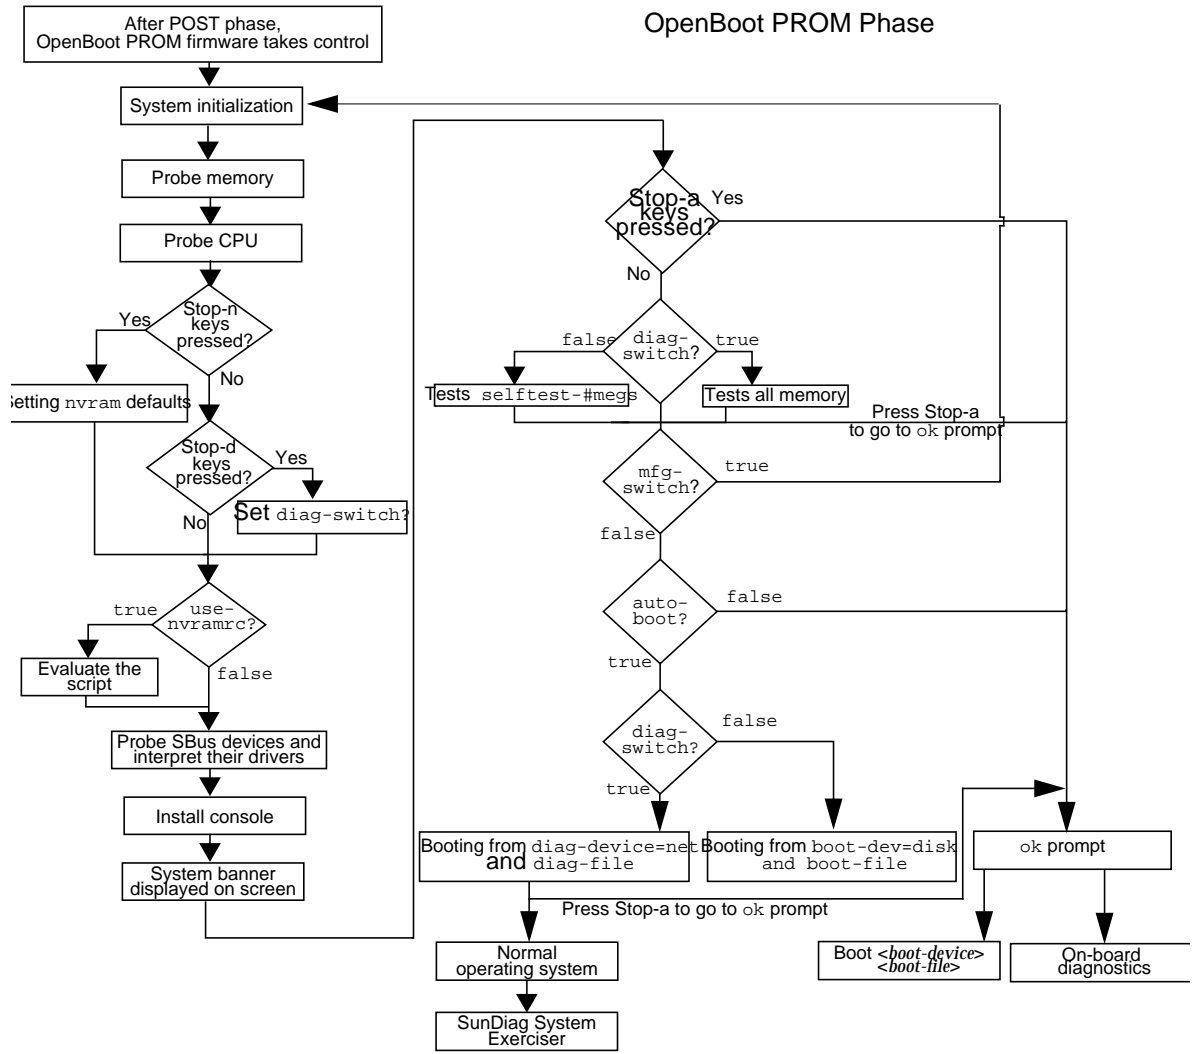 OpenBoot PROM Phase
After POST phase,
OpenBoot PROM firmware takes control
System initialization
Probe memory
Probe CPU
Stop-n
keys
pressed?
Yes
No
Setting nvram defaults
Stop-d
keys
pressed?
Yes
No
Set diag-switch?
use-
nvramrc?
true
false
Evaluate the
script
Probe SBus devices and
interpret their drivers
Install console
System banner
displayed on screen
Stop-a
keys
pressed?
Yes
No
diag-
switch?
false
true
Tests selftest-#megs
Tests all memory
Press Stop-a
to go to ok prompt
mfg-
switch?
true
false
auto-
boot?
false
true
diag-
switch?
false
true
Booting from diag-device=net
and diag-file
Booting from boot-dev=disk
and boot-file
ok prompt
Press Stop-a to go to ok prompt
Normal
operating system
Boot <boot-device>
<boot-file>
On-board
diagnostics
SunDiag System
Exerciser